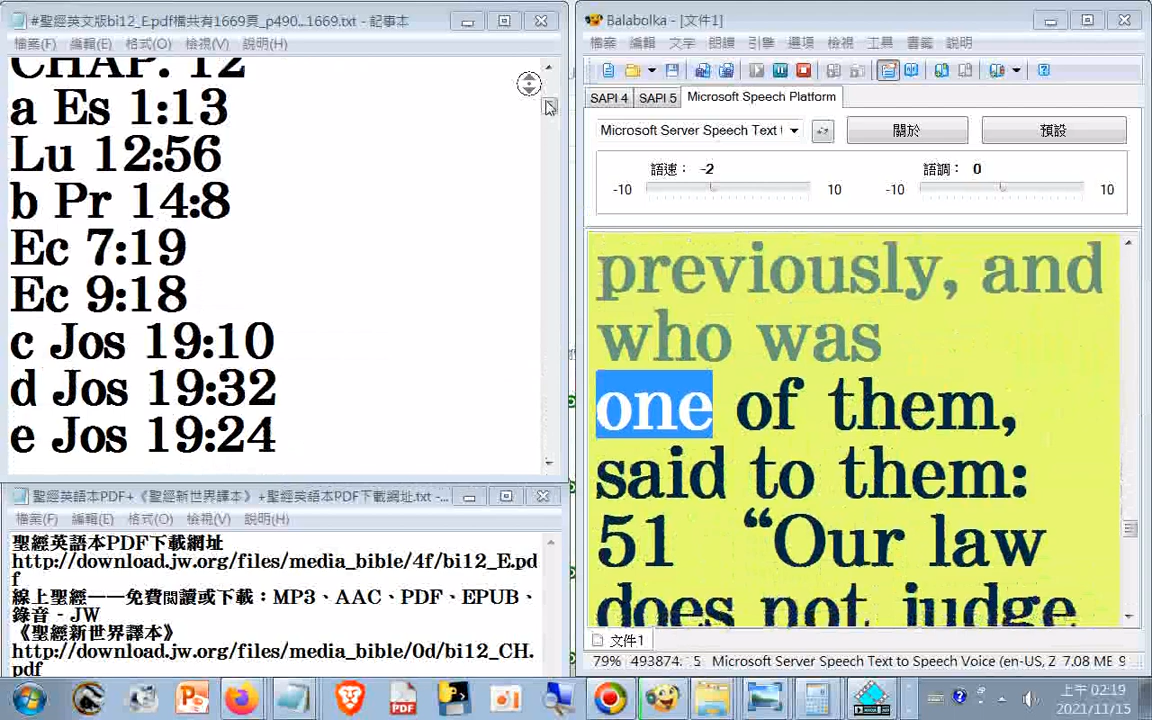 #聖經英文版bi12_E.pdf檔共有1669頁_p490..._1669.txt - 記事本
檔案(F) 編輯(E) 格式(O) 檢視(V) 說明(H)
CHAP. 12
a Es 1:13
Lu 12:56
b Pr 14:8
Ec 7:19
Ec 9:18
c Jos 19:10
d Jos 19:32
e Jos 19:24
聖經英語本PDF+《聖經新世界譯本》+聖經英語本PDF下載網址.txt - ...
檔案(F) 編輯(E) 格式(O) 檢視(V) 說明(H)
聖經英語本PDF下載網址
http://download.jw.org/files/media_bible/4f/bi12_E.pd
f
線上聖經——免費閱讀或下載：MP3、AAC、PDF、EPUB、
錄音 - JW
《聖經新世界譯本》
http://download.jw.org/files/media_bible/0d/bi12_CH.
pdf
Balabolka - [文件1]
檔案 編輯 文字 朗讀 引擎 選項 檢視 工具 書籤 說明
SAPI 4 SAPI 5 Microsoft Speech Platform
Microsoft Server Speech Text 關於 預設
語速： -2 語調： 0
-10 10 -10 10
previously, and
who was
one of them,
said to them:
51 “Our law
does not judge
文件1
79% 493874: 5 Microsoft Server Speech Text to Speech Voice (en-US, Z 7.08 MB 9
上午 02:19
2021/11/15